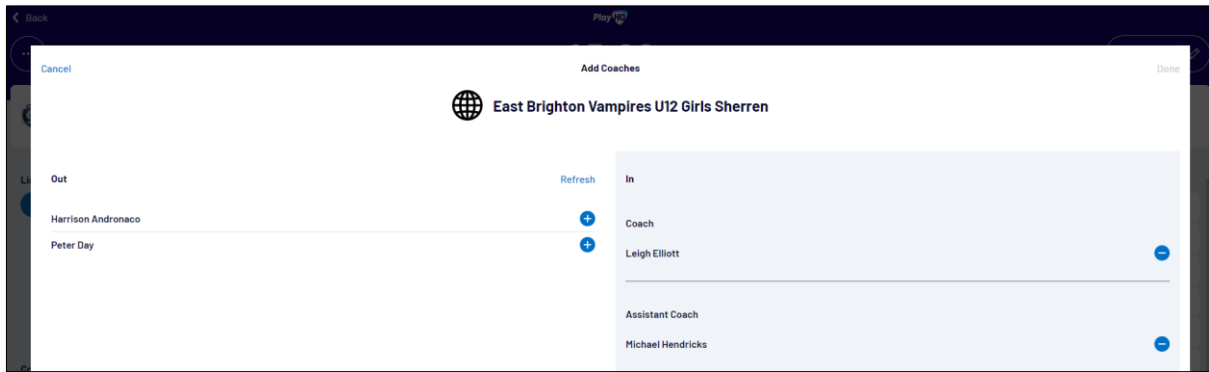 Back
PlayHQ
Cancel
Add Coaches
Done
East Brighton Vampires U12 Girls Sherren
Out
Refresh
Harrison Andronaco
Peter Day
In
Coach
Leigh Elliott
Assistant Coach
Michael Hendricks